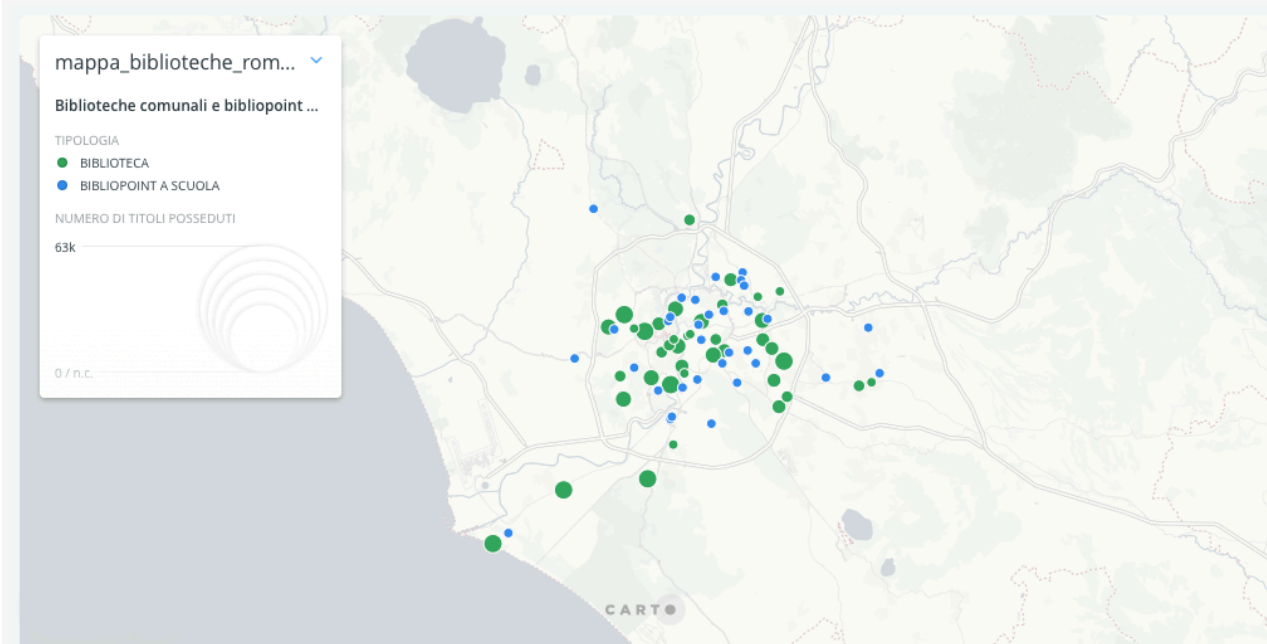 mappa_biblioteche_rom...
Biblioteche comunali e bibliopoint ...
TIPOLOGIA
BIBLIOTECA
BIBLIOPOINT A SCUOLA
NUMERO DI TITOLI POSSEDUTI
63k
0 / n.c.
CARTO